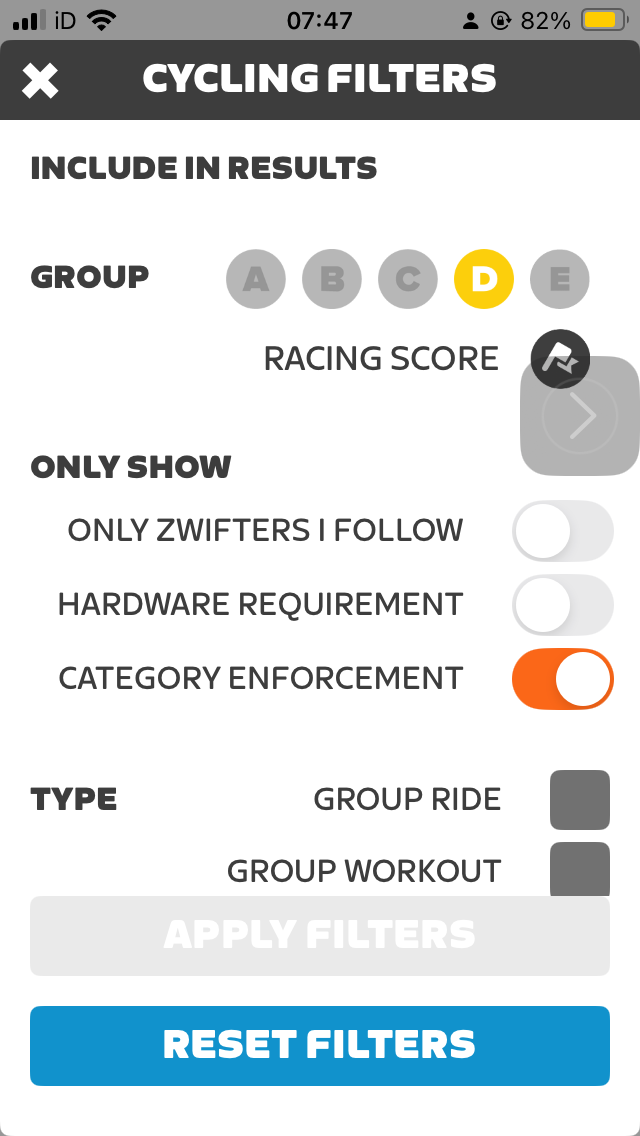 iD 07:47 82%
CYCLING FILTERS
INCLUDE IN RESULTS
GROUP A B C D E
RACING SCORE
ONLY SHOW
ONLY ZWIFTERS I FOLLOW
HARDWARE REQUIREMENT
CATEGORY ENFORCEMENT
TYPE GROUP RIDE
GROUP WORKOUT
APPLY FILTERS
RESET FILTERS